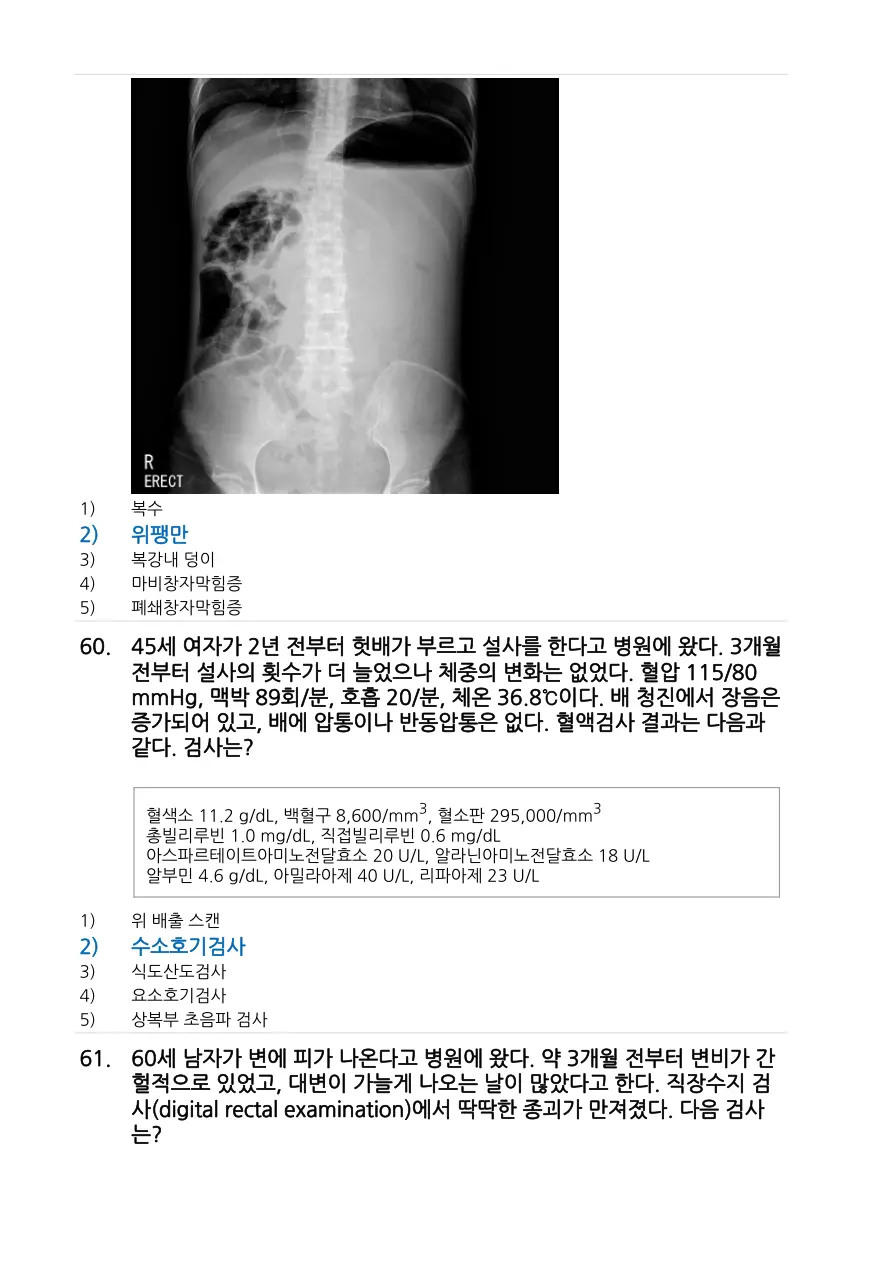 R
ERECT
1) 복수
2) 위팽만
3) 복강내 덩이
4) 마비창자막힘증
5) 폐쇄창자막힘증
60. 45세 여자가 2년 전부터 헛배가 부르고 설사를 한다고 병원에 왔다. 3개월
전부터 설사의 횟수가 더 늘었으나 체중의 변화는 없었다. 혈압 115/80
mmHg, 맥박 89회/분, 호흡 20/분, 체온 36.8℃이다. 배 청진에서 장음은
증가되어 있고, 배에 압통이나 반동압통은 없다. 혈액검사 결과는 다음과
같다. 검사는?
혈색소 11.2 g/dL, 백혈구 8,600/mm³, 혈소판 295,000/mm³
총빌리루빈 1.0 mg/dL, 직접빌리루빈 0.6 mg/dL
아스파르테이트아미노전달효소 20 U/L, 알라닌아미노전달효소 18 U/L
알부민 4.6 g/dL, 아밀라아제 40 U/L, 리파아제 23 U/L
1) 위 배출 스캔
2) 수소호기검사
3) 식도산도검사
4) 요소호기검사
5) 상복부 초음파 검사
61. 60세 남자가 변에 피가 나온다고 병원에 왔다. 약 3개월 전부터 변비가 간
헐적으로 있었고, 대변이 가늘게 나오는 날이 많았다고 한다. 직장수지 검
사(digital rectal examination)에서 딱딱한 종괴가 만져졌다. 다음 검사
는?